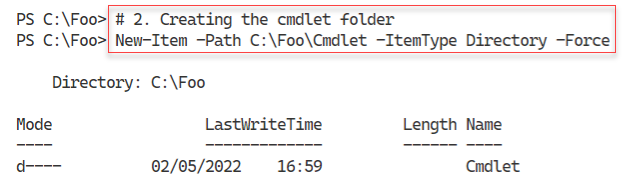 PS C:\Foo> # 2. Creating the cmdlet folder
PS C:\Foo> New-Item -Path C:\Foo\Cmdlet -ItemType Directory -Force
Directory: C:\Foo
Mode LastWriteTime Length Name
---- ------------- ------ ----
d---- 02/05/2022 16:59 Cmdlet